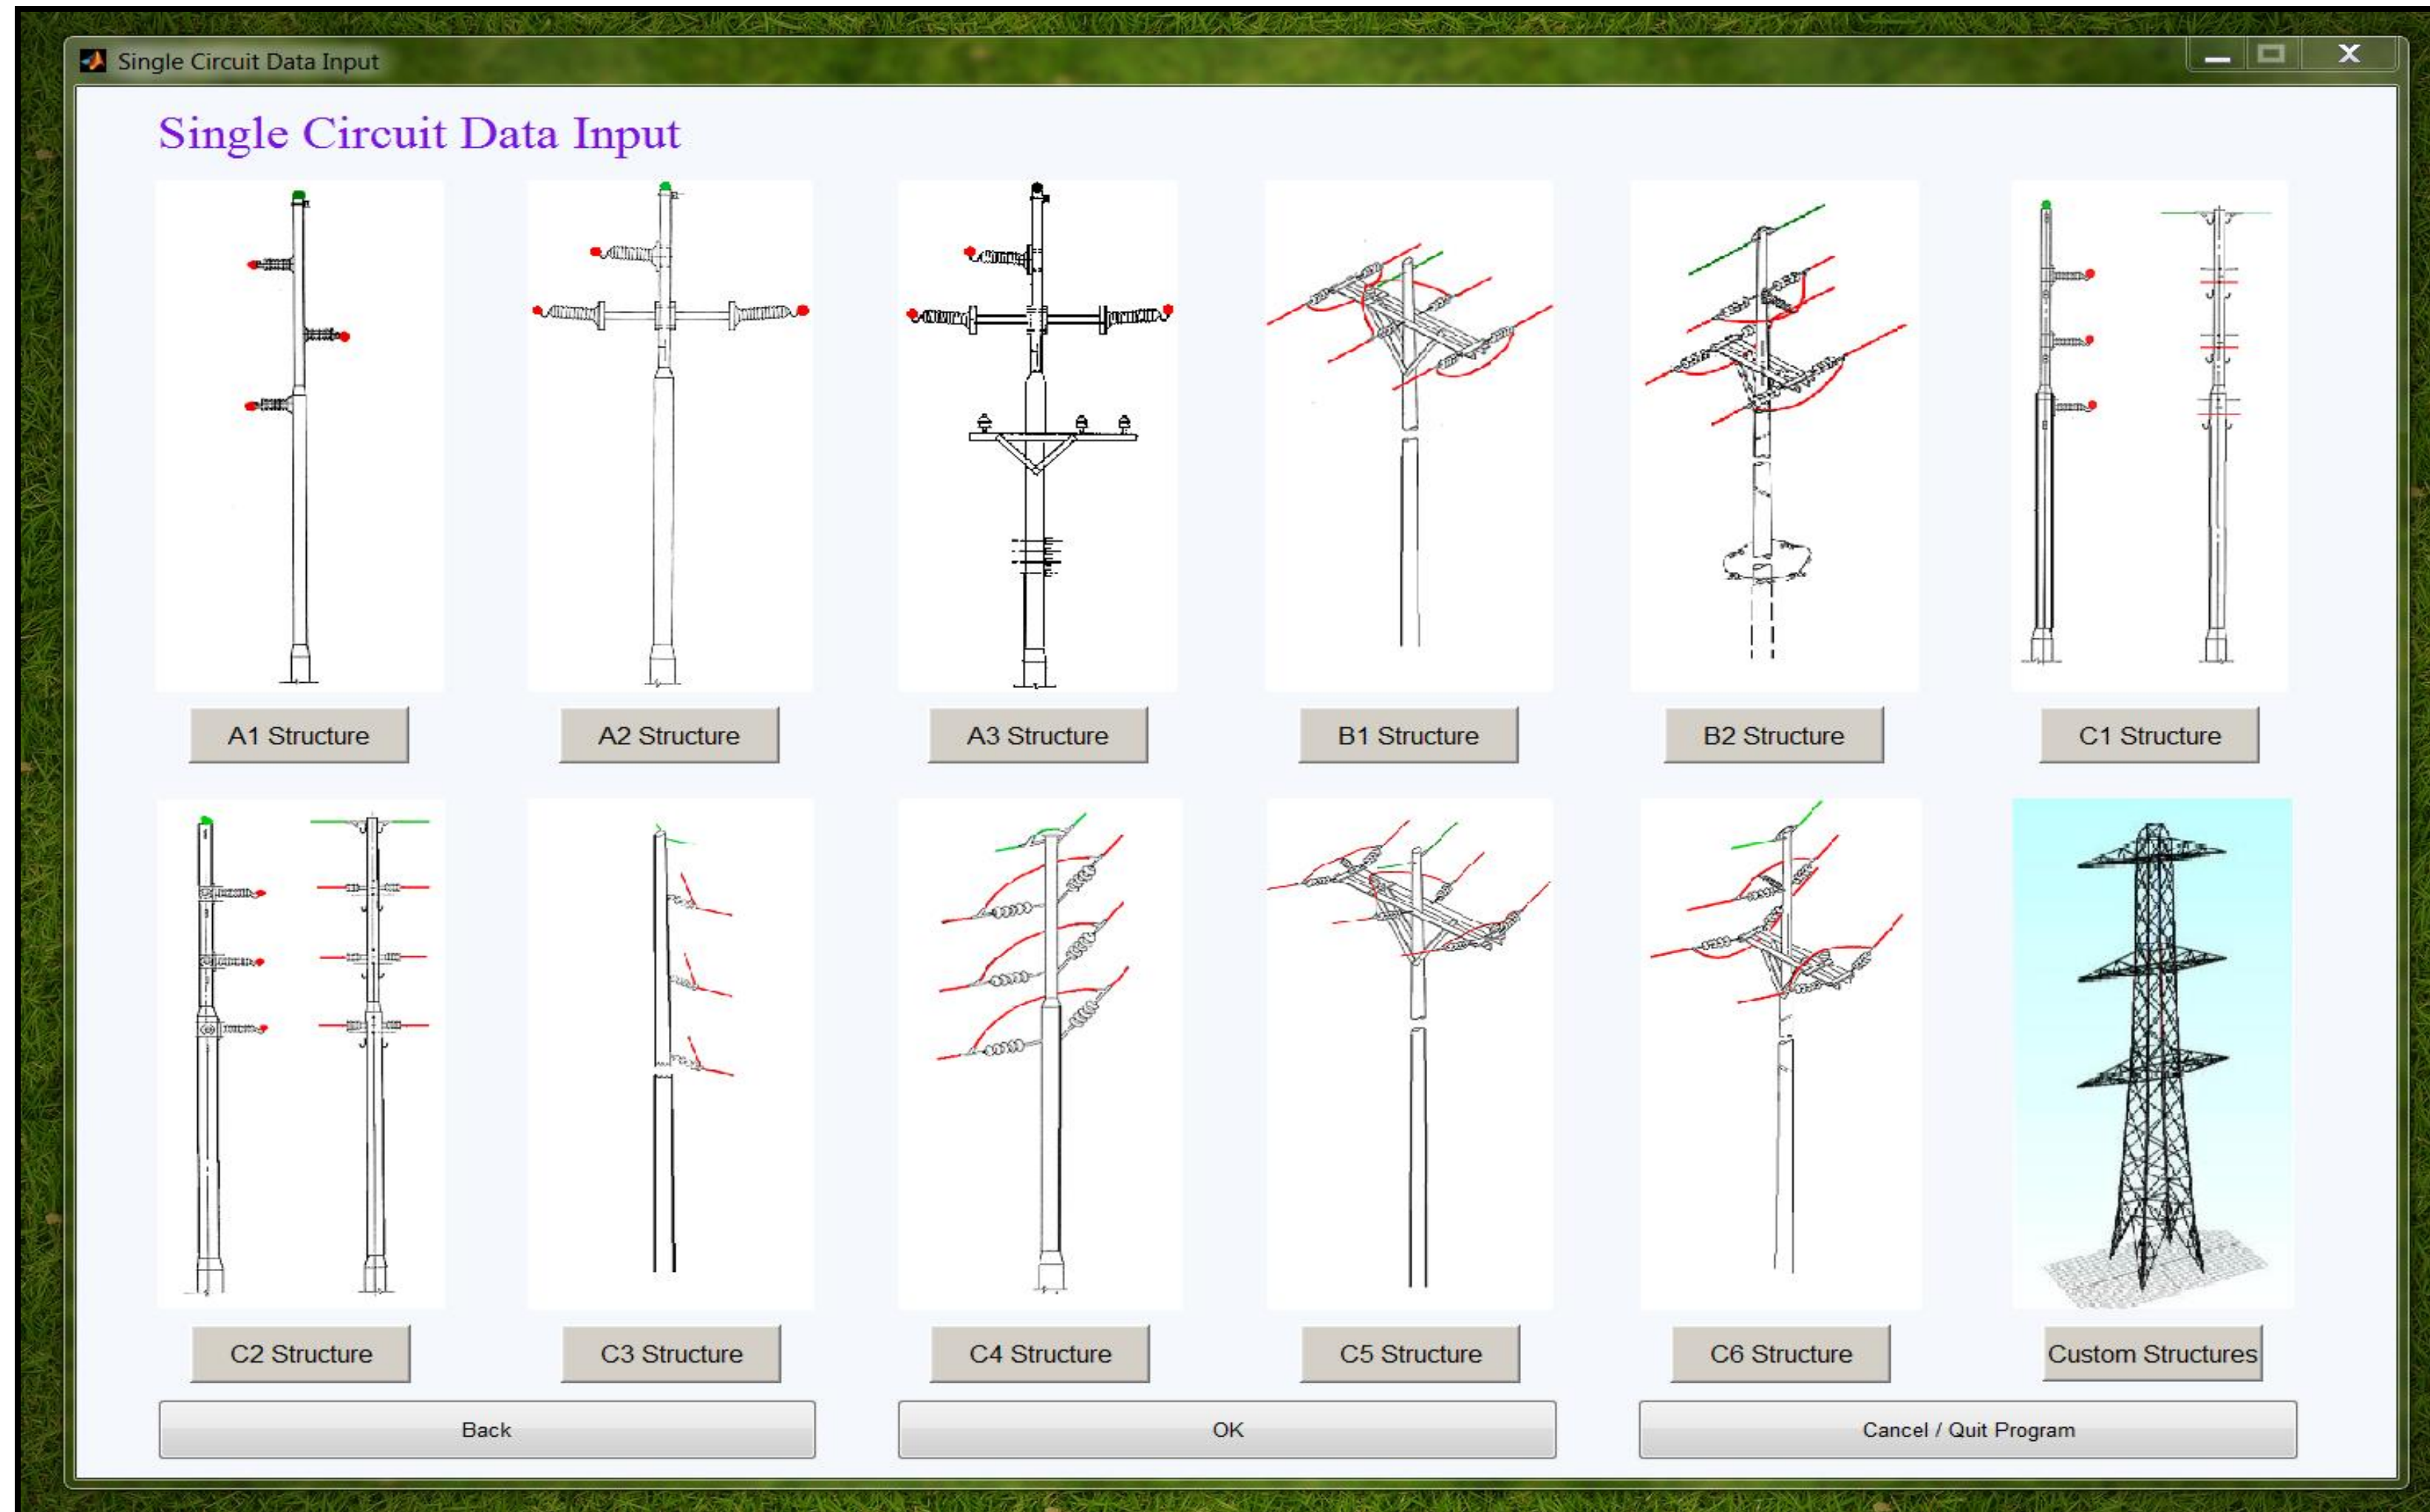 Single Circuit Data Input
Single Circuit Data Input
A1 Structure
A2 Structure
A3 Structure
B1 Structure
B2 Structure
C1 Structure
C2 Structure
C3 Structure
C4 Structure
C5 Structure
C6 Structure
Custom Structures
Back
OK
Cancel / Quit Program